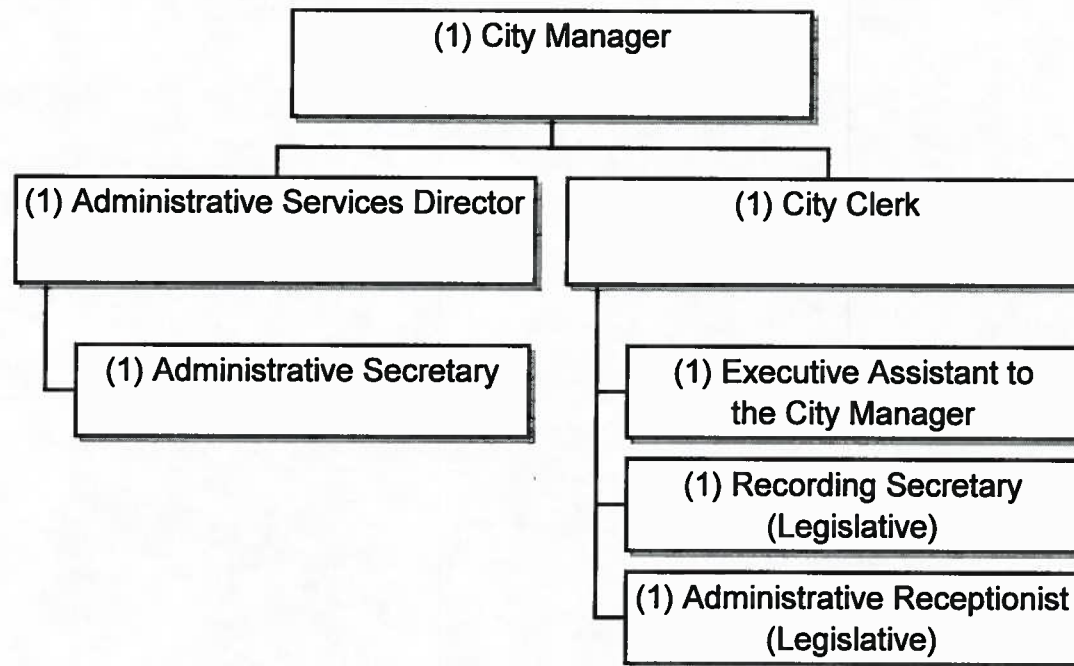 (1) City Manager
(1) Administrative Services Director
(1) City Clerk
(1) Administrative Secretary
(1) Executive Assistant to
the City Manager
(1) Recording Secretary
(Legislative)
(1) Administrative Receptionist
(Legislative)